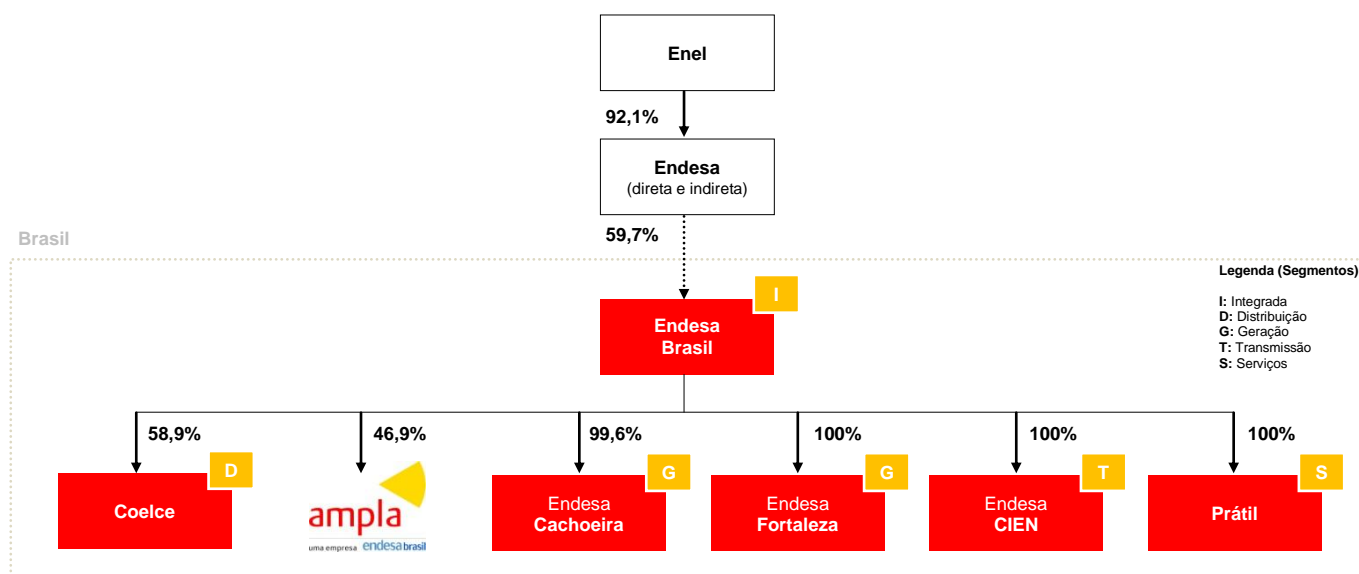 Enel
92,1%
Endesa
(direta e indireta)
59,7%
Brasil
Legenda (Segmentos)
I: Integrada
D: Distribuição
G: Geração
T: Transmissão
S: Serviços
I
Endesa
Brasil
58,9%
46,9%
99,6%
100%
100%
100%
D
G
G
T
S
Coelce
ampla
uma empresa endesa brasil
Endesa
Cachoeira
Endesa
Fortaleza
Endesa
CIEN
Prátil